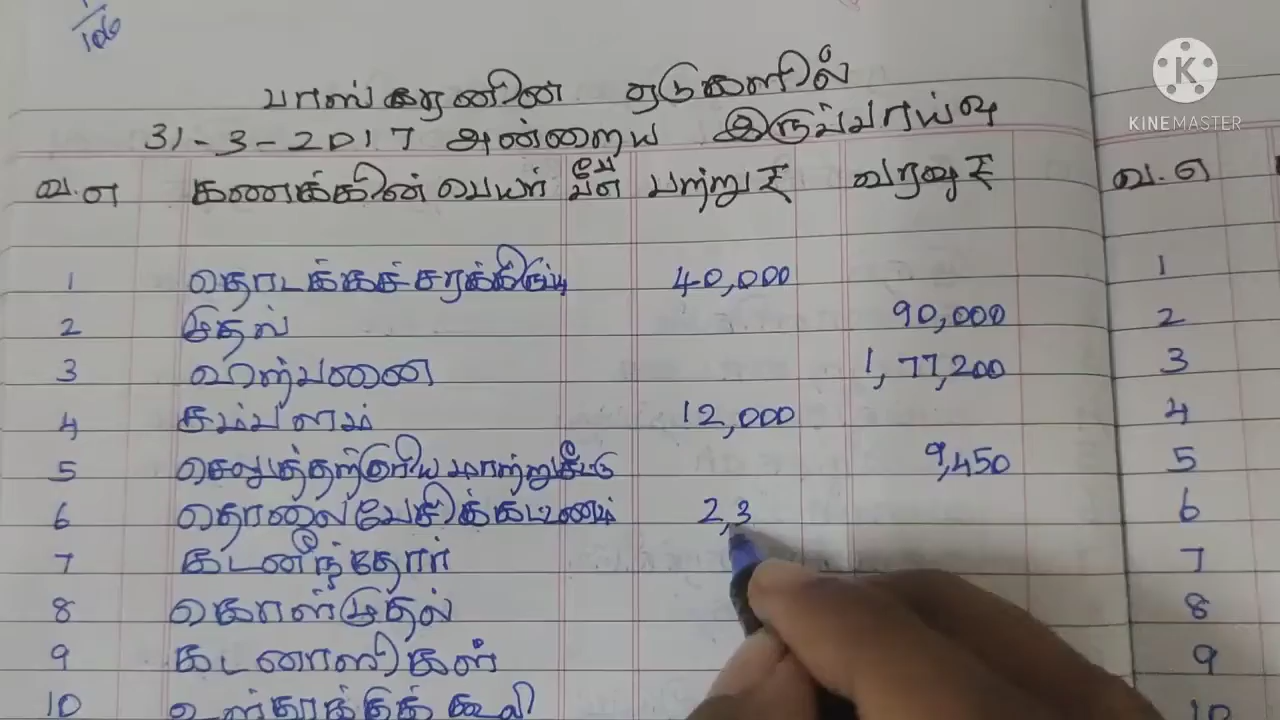 பாஸ்கரனின் ஏடுகளில்
31-3-2017 அன்றைய இருப்பாய்வு
வ.எ கணக்கின் பெயர் பே ப.எ பற்று ₹ வரவு ₹ வ.எ
1 தொடக்கச்சரக்கிருப்பு 40,000 1
2 முதல் 90,000 2
3 விற்பனை 1,77,200 3
4 சம்பளம் 12,000 4
5 செலுத்தற்குரிய மாற்றுசீட்டு 9,450 5
6 தொலைபேசிக்கட்டணம் 2,3 6
7 கடனீந்தோர் 7
8 கொள்முதல் 8
9 கடனாளிகள் 9
10 உள்தூக்குக் கூலி 10
KINEMASTER